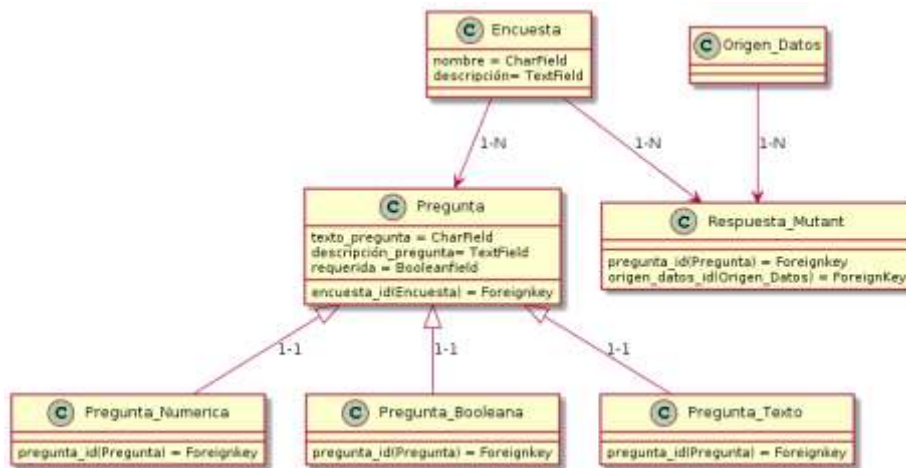 C Encuesta
nombre = CharField
descripción= TextField
C Origen_Datos
1-N
1-N
1-N
C Pregunta
texto_pregunta = CharField
descripción_pregunta= TextField
requerida = Booleanfield
encuesta_id(Encuesta) = Foreignkey
C Respuesta_Mutant
pregunta_id(Pregunta) = Foreignkey
origen_datos_id(Origen_Datos) = ForeignKey
1-1
1-1
1-1
C Pregunta_Numerica
pregunta_id(Pregunta) = Foreignkey
C Pregunta_Booleana
pregunta_id(Pregunta) = Foreignkey
C Pregunta_Texto
pregunta_id(Pregunta) = Foreignkey